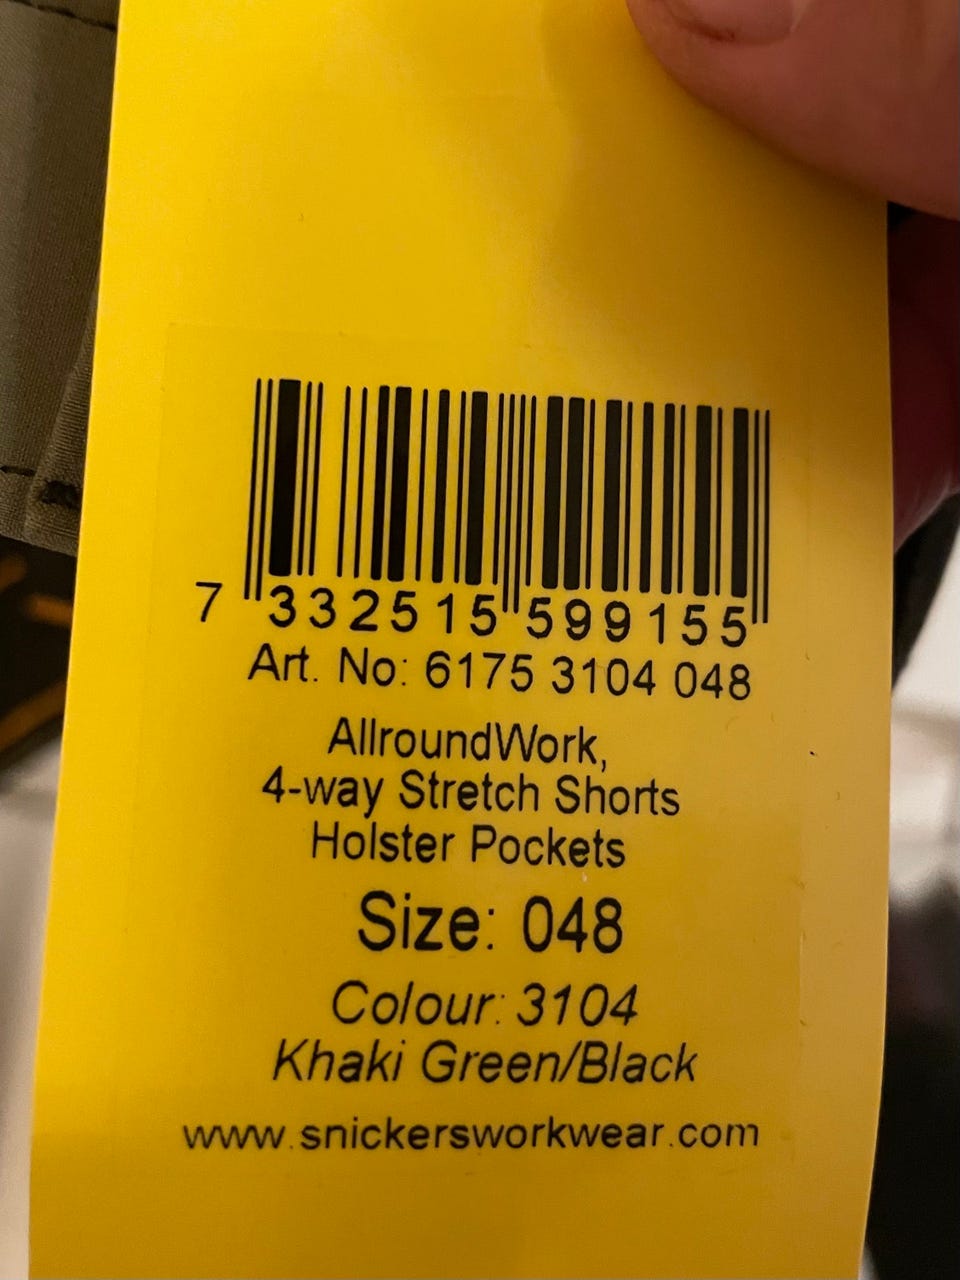 7 332515 599155
Art. No: 6175 3104 048
AllroundWork,
4-way Stretch Shorts
Holster Pockets
Size: 048
Colour: 3104
Khaki Green/Black
www.snickersworkwear.com